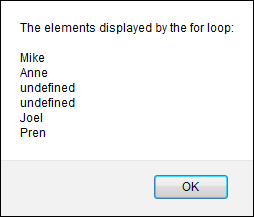 The elements displayed by the for loop:
Mike
Anne
undefined
undefined
Joel
Pren
OK